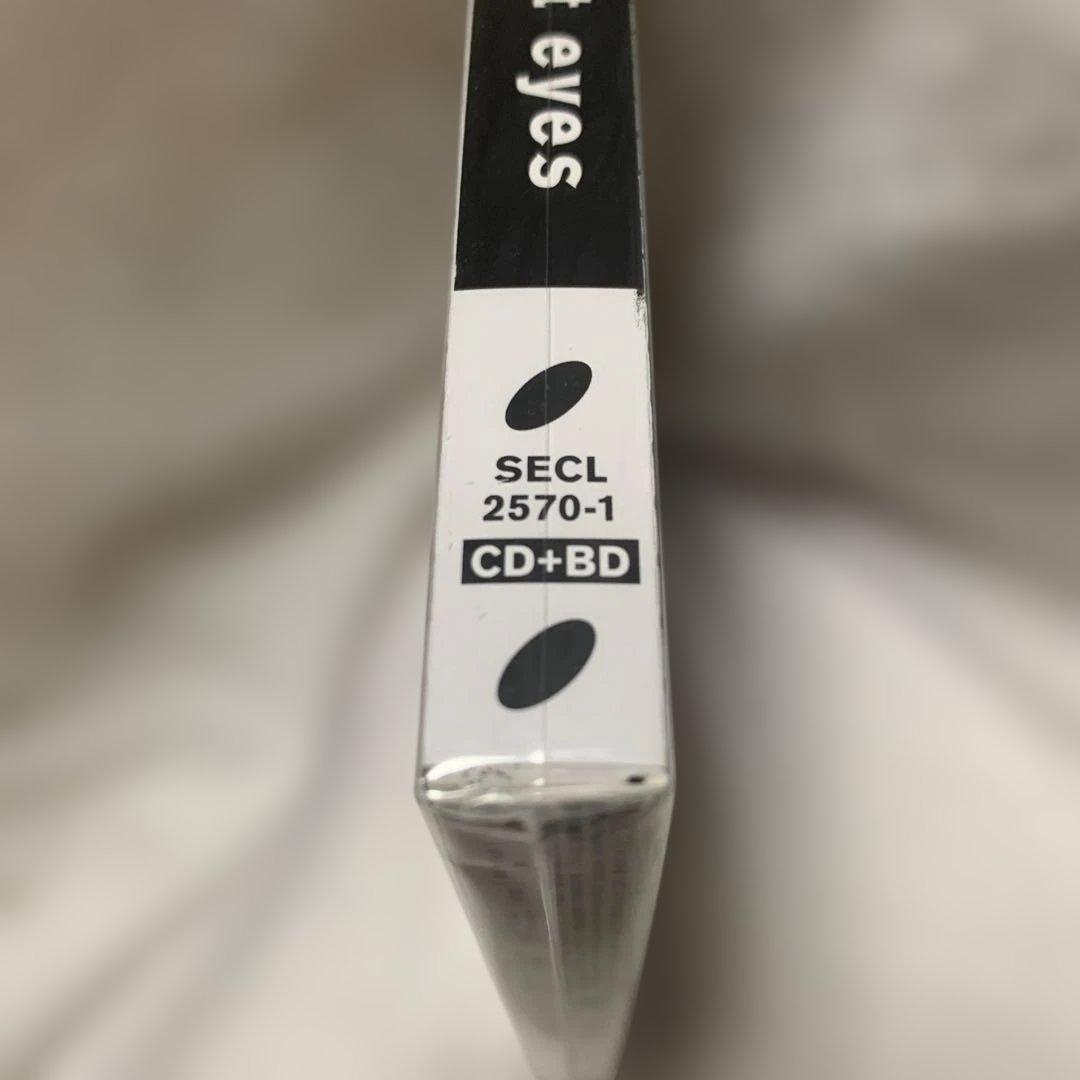 t eyes
SECL
2570-1
CD+BD